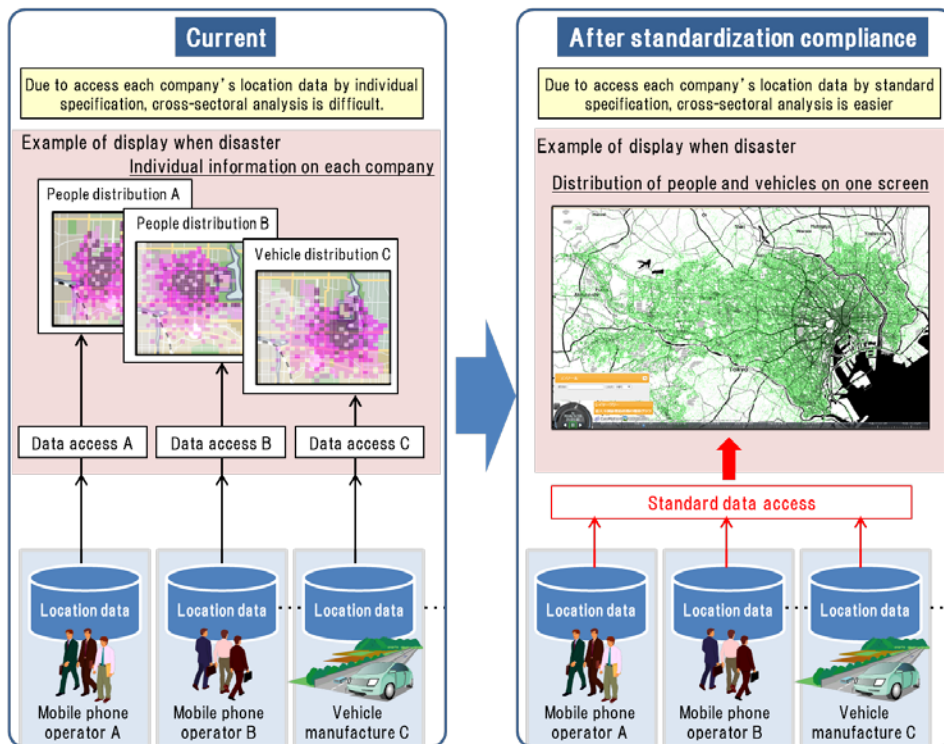 Current
Due to access each company's location data by individual
specification, cross-sectoral analysis is difficult.
Example of display when disaster
Individual information on each company
People distribution A
People distribution B
Vehicle distribution C
Data access A
Data access B
Data access C
Location data
Location data
Location data
Mobile phone
operator A
Mobile phone
operator B
Vehicle
manufacture C
After standardization compliance
Due to access each company's location data by standard
specification, cross-sectoral analysis is easier
Example of display when disaster
Distribution of people and vehicles on one screen
Tokyo
Standard data access
Location data
Location data
Location data
Mobile phone
operator A
Mobile phone
operator B
Vehicle
manufacture C